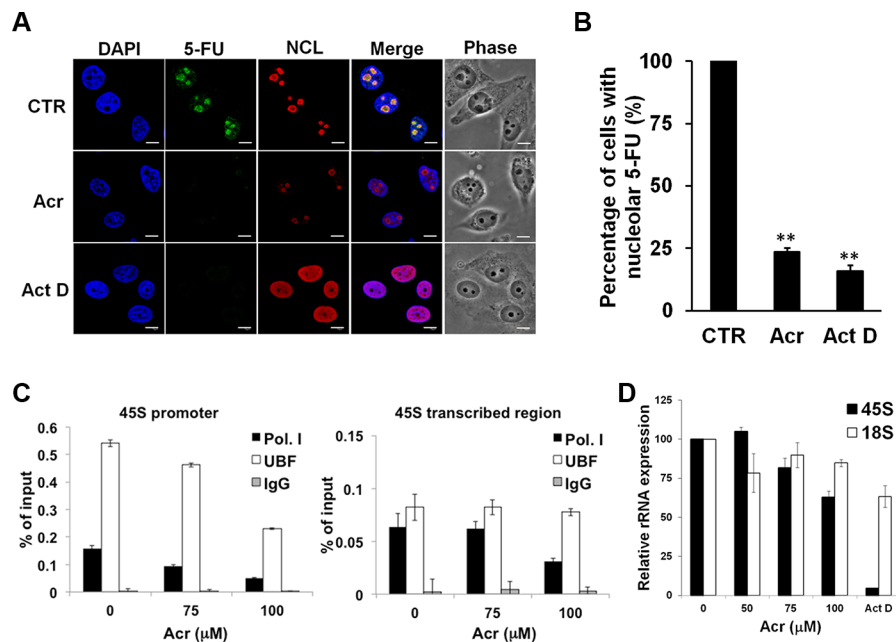 A
DAPI 5-FU NCL Merge Phase
CTR
Acr
Act D
B
Percentage of cells with
nucleolar 5-FU (%)
100
75
50
25
0
**
**
CTR Acr Act D
C
45S promoter
% of input
0.6
0.5
0.4
0.3
0.2
0.1
0
Pol. I
UBF
IgG
0 75 100
Acr (μM)
45S transcribed region
% of input
0.15
0.1
0.05
0
Pol. I
UBF
IgG
0 75 100
Acr (μM)
D
Relative rRNA expression
125
100
75
50
25
0
45S
18S
0 50 75 100 Act D
Acr (μM)